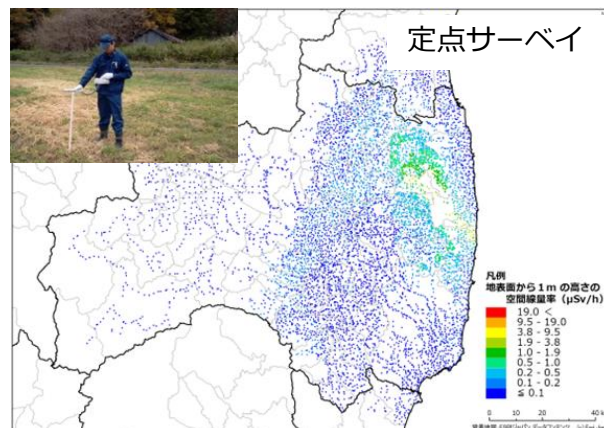 定点サーベイ
凡例
地表面から1mの高さの
空間線量率（μSv/h）
19.0 <
9.5 - 19.0
3.8 - 9.5
1.9 - 3.8
1.0 - 1.9
0.5 - 1.0
0.2 - 0.5
0.1 - 0.2
≦ 0.1
0 10 20 40